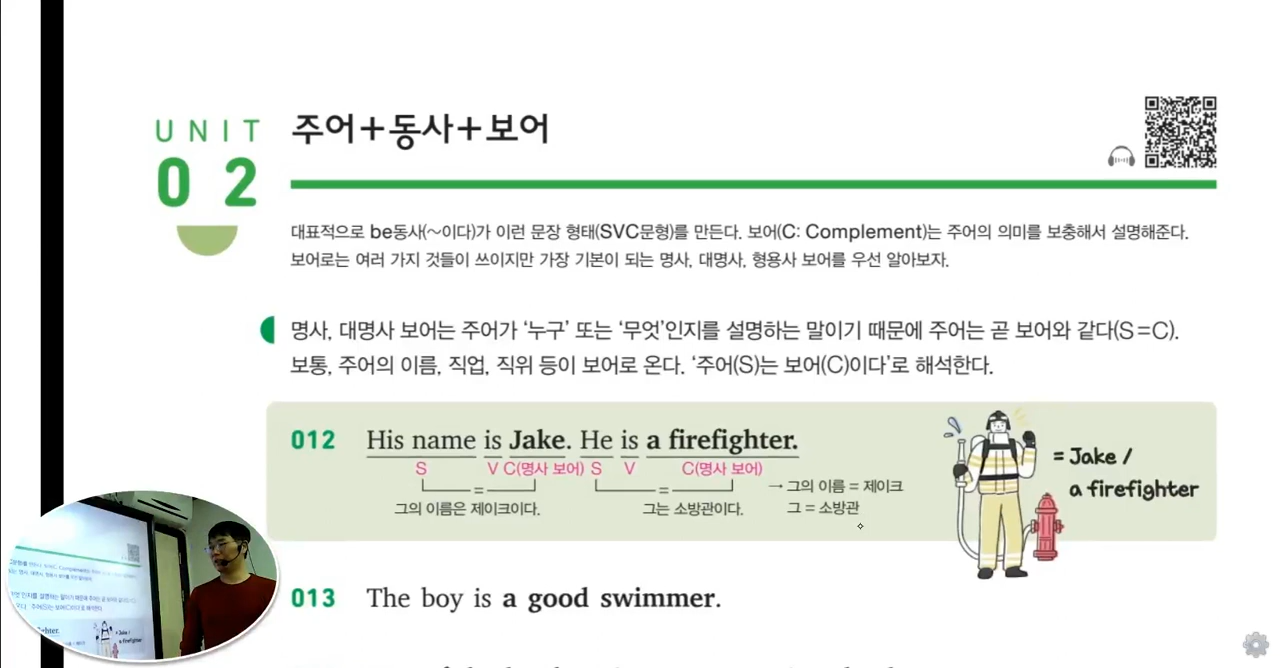 UNIT
02
주어+동사+보어
대표적으로 be동사(~이다)가 이런 문장 형태(SVC문형)를 만든다. 보어(C: Complement)는 주어의 의미를 보충해서 설명해준다.
보어로는 여러 가지 것들이 쓰이지만 가장 기본이 되는 명사, 대명사, 형용사 보어를 우선 알아보자.
명사, 대명사 보어는 주어가 ‘누구’ 또는 ‘무엇’인지를 설명하는 말이기 때문에 주어는 곧 보어와 같다(S=C).
보통, 주어의 이름, 직업, 직위 등이 보어로 온다. ‘주어(S)는 보어(C)이다’로 해석한다.
012 His name is Jake. He is a firefighter.
S V C(명사 보어) S V C(명사 보어)
= = → 그의 이름 = 제이크
그의 이름은 제이크이다. 그는 소방관이다. 그 = 소방관
= Jake /
a firefighter
013 The boy is a good swimmer.